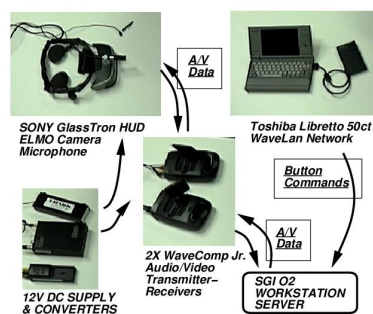 A/V
Data
SONY GlassTron HUD
ELMO Camera
Microphone
Toshiba Libretto 50ct
WaveLan Network
Button
Commands
A/V
Data
2X WaveComp Jr.
Audio/Video
Transmitter–
Receivers
12V DC SUPPLY
& CONVERTERS
SGI O2
WORKSTATION
SERVER